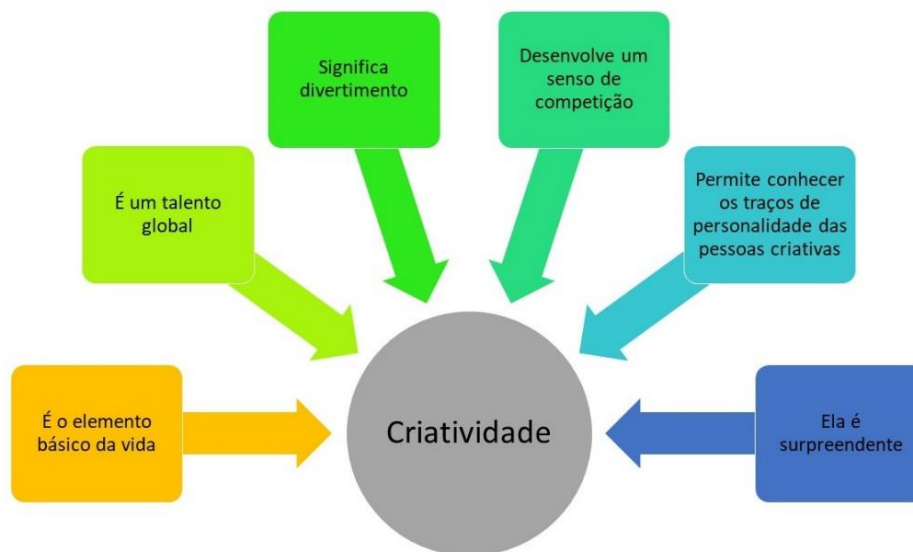 Significa
divertimento
Desenvolve um
senso de
competição
É um talento
global
Permite conhecer
os traços de
personalidade das
pessoas criativas
É o elemento
básico da vida
Criatividade
Ela é
surpreendente